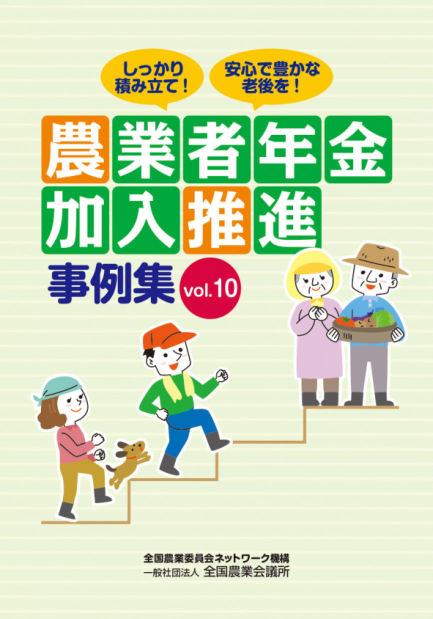 しっかり
積み立て!
安心で豊かな
老後を!
農業者年金
加入推進
事例集 vol.10
全国農業委員会ネットワーク機構
一般社団法人 全国農業会議所